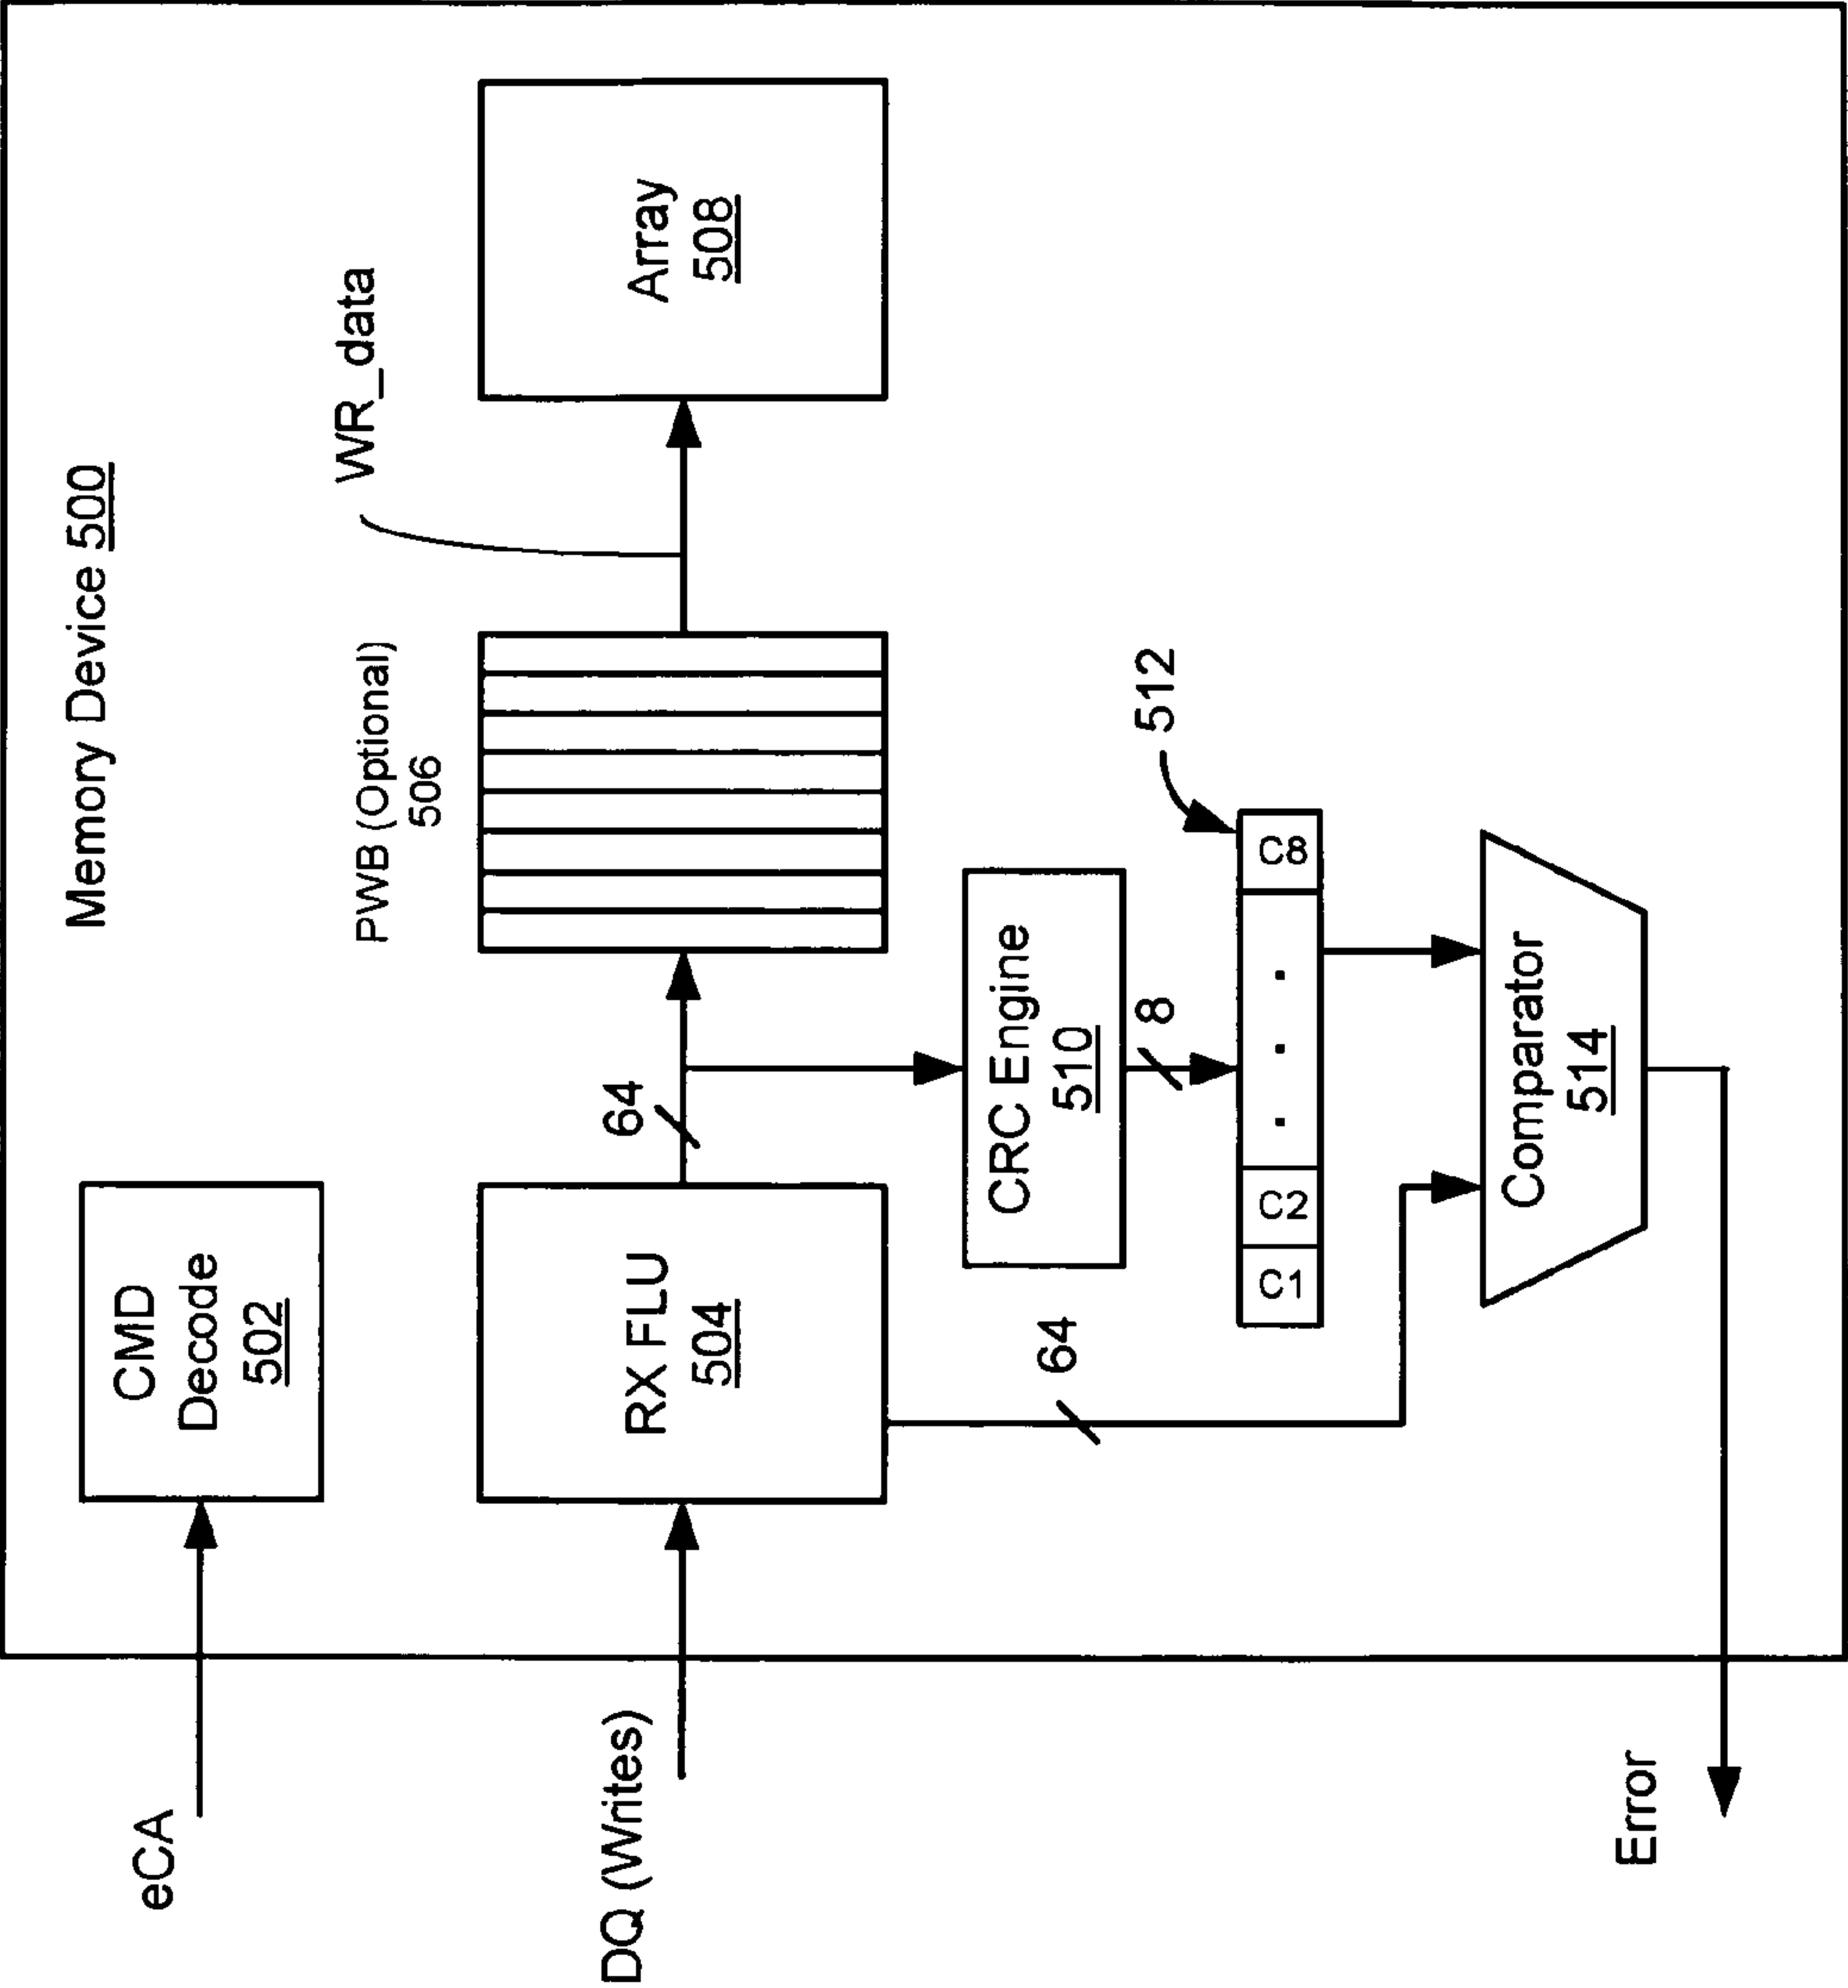 Memory Device 500
eCA
CMD
Decode
502
PWB (Optional)
506
WR_data
DQ (Writes)
RX FLU
504
64
Array
508
CRC Engine
510
64
8
512
C1
C2
. . .
C8
Comparator
514
Error